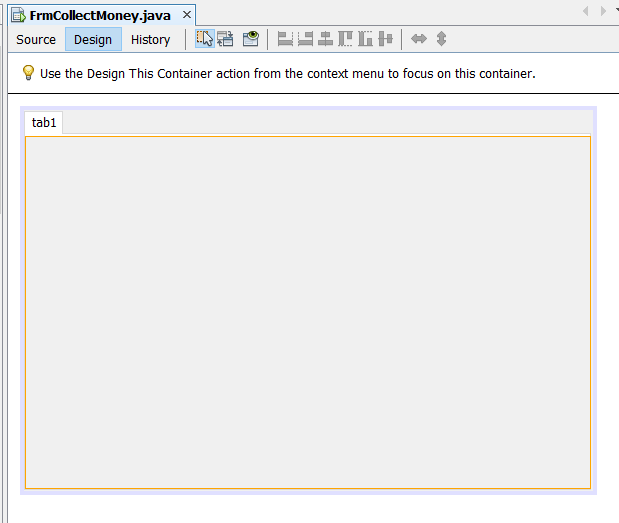 FrmCollectMoney.java
Source Design History
Use the Design This Container action from the context menu to focus on this container.
tab1